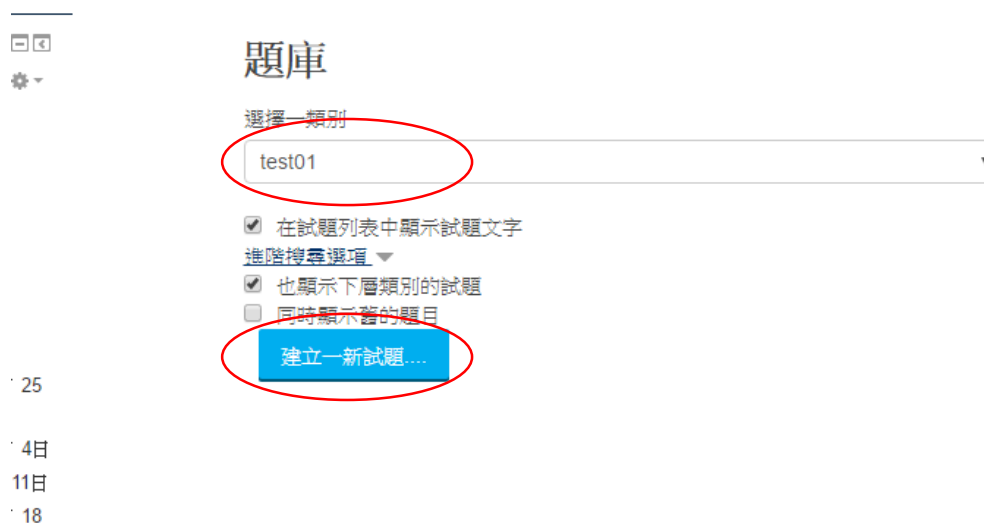 題庫
選擇一類別
test01
在試題列表中顯示試題文字
進階搜尋選項
也顯示下層類別的試題
同時顯示舊的題目
建立一新試題....
25
4日
11日
18